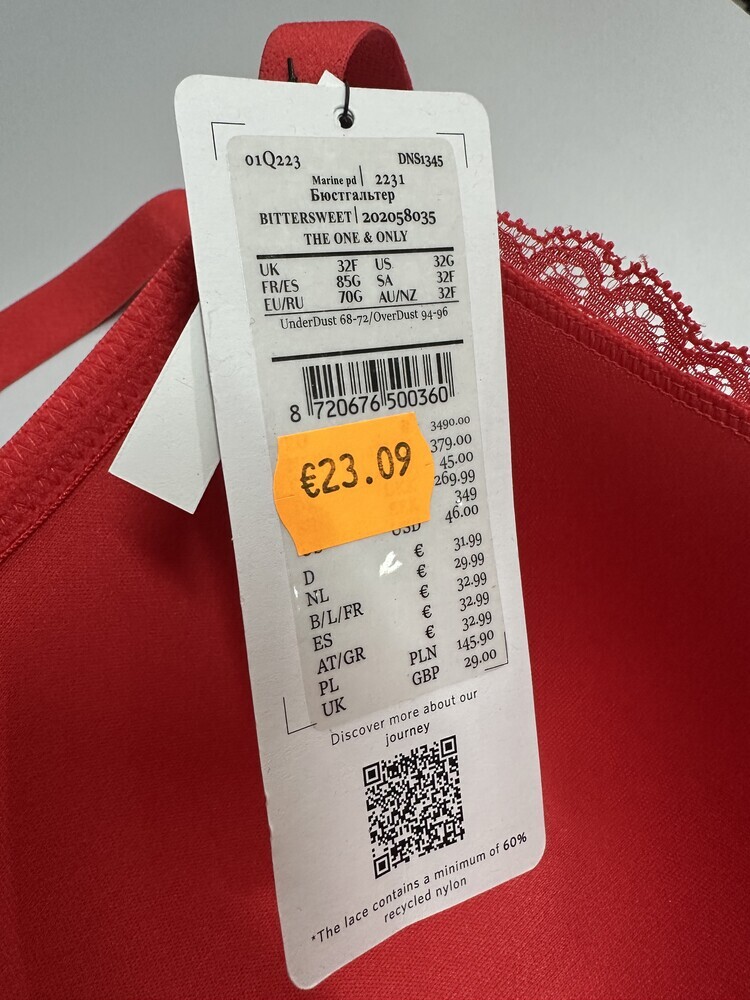 01Q223 DNS1345
Marine pd 2231
Бюстгальтер
BITTERSWEET 202058035
THE ONE & ONLY
UK 32F US 32G
FR/ES 85G SA 32F
EU/RU 70G AU/NZ 32F
UnderDust 68-72/OverDust 94-96
8 720676 500360
3490.00
379.00
45.00
€23.09
269.99
349
USD 46.00
D € 31.99
NL € 29.99
B/L/FR € 32.99
ES € 32.99
AT/GR € 32.99
PL PLN 145.90
UK GBP 29.00
Discover more about our
journey
*The lace contains a minimum of 60%
recycled nylon